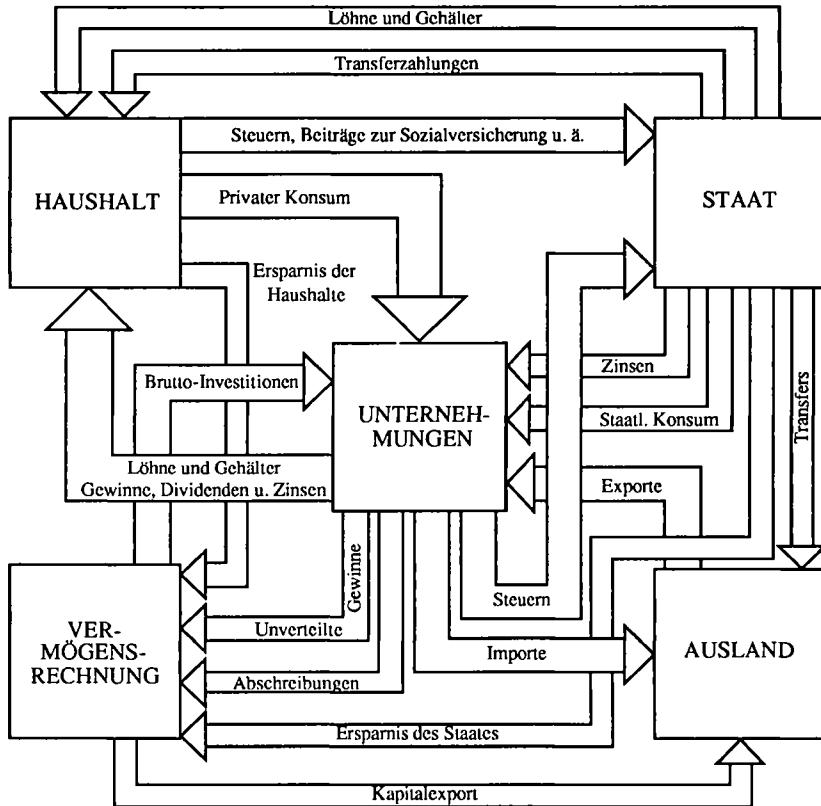 Löhne und Gehälter
Transferzahlungen
Steuern, Beiträge zur Sozialversicherung u. ä.
HAUSHALT
Privater Konsum
STAAT
Ersparnis der
Haushalte
Brutto-Investitionen
UNTERNEH-
MUNGEN
Zinsen
Staatl. Konsum
Transfers
Löhne und Gehälter
Gewinne, Dividenden u. Zinsen
Exporte
Gewinne
Unverteilte
Steuern
VER-
MÖGENS-
RECHNUNG
Importe
AUSLAND
Abschreibungen
Ersparnis des Staates
Kapitalexport